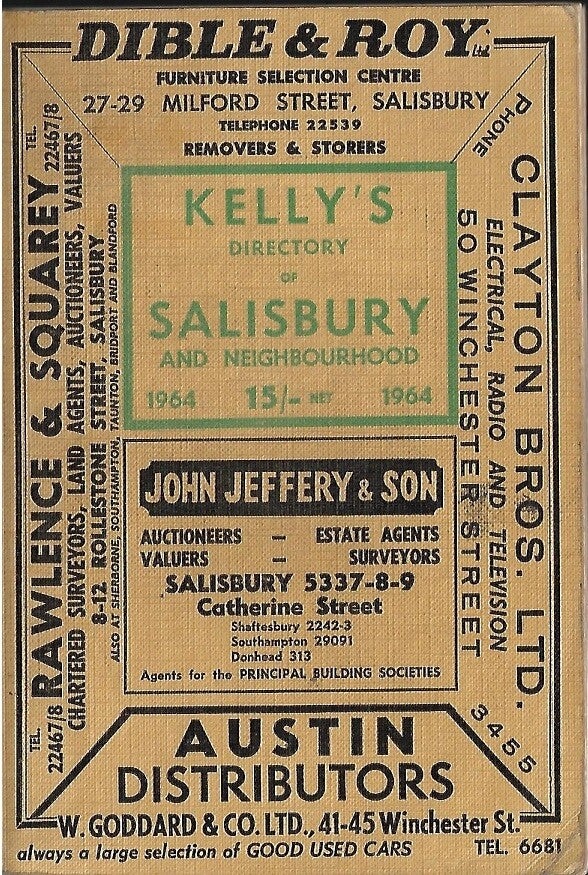 DIBLE & ROY Ltd.
FURNITURE SELECTION CENTRE
27-29 MILFORD STREET, SALISBURY
TELEPHONE 22539
REMOVERS & STORERS
TEL. 22467/8 RAWLENCE & SQUAREY TEL. 22467/8
CHARTERED SURVEYORS, LAND AGENTS, AUCTIONEERS, VALUERS
8-12 ROLLESTONE STREET, SALISBURY
ALSO AT SHERBORNE, SOUTHAMPTON, TAUNTON, BRIDPORT AND BLANDFORD
KELLY'S
DIRECTORY
OF
SALISBURY
AND NEIGHBOURHOOD
1964 15/- NET 1964
PHONE CLAYTON BROS. LTD. 3455
ELECTRICAL, RADIO AND TELEVISION
50 WINCHESTER STREET
JOHN JEFFERY & SON
AUCTIONEERS — ESTATE AGENTS
VALUERS — SURVEYORS
SALISBURY 5337-8-9
Catherine Street
Shaftesbury 2242-3
Southampton 29091
Donhead 313
Agents for the PRINCIPAL BUILDING SOCIETIES
AUSTIN
DISTRIBUTORS
W. GODDARD & CO. LTD., 41-45 Winchester St.
always a large selection of GOOD USED CARS TEL. 6681